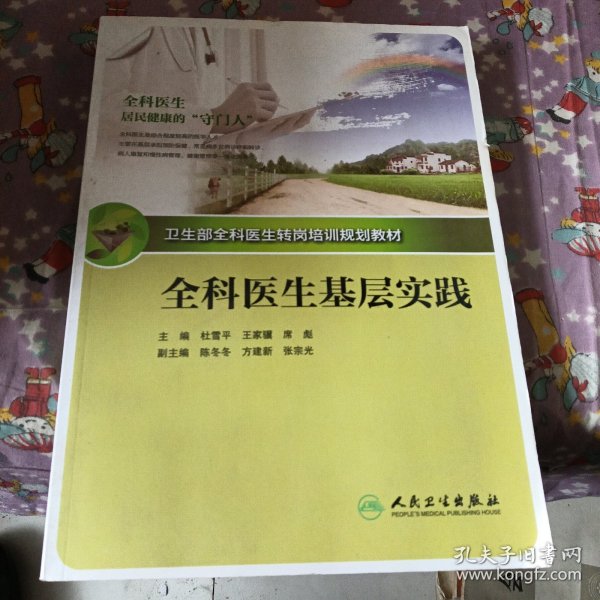 全科医生
居民健康的“守门人”
卫生部全科医生转岗培训规划教材
全科医生基层实践
主 编 杜雪平 王家骥 席 彪
副主编 陈冬冬 方建新 张宗光
人民卫生出版社
PEOPLE'S MEDICAL PUBLISHING HOUSE
孔夫子旧书网
www.kongfz.com